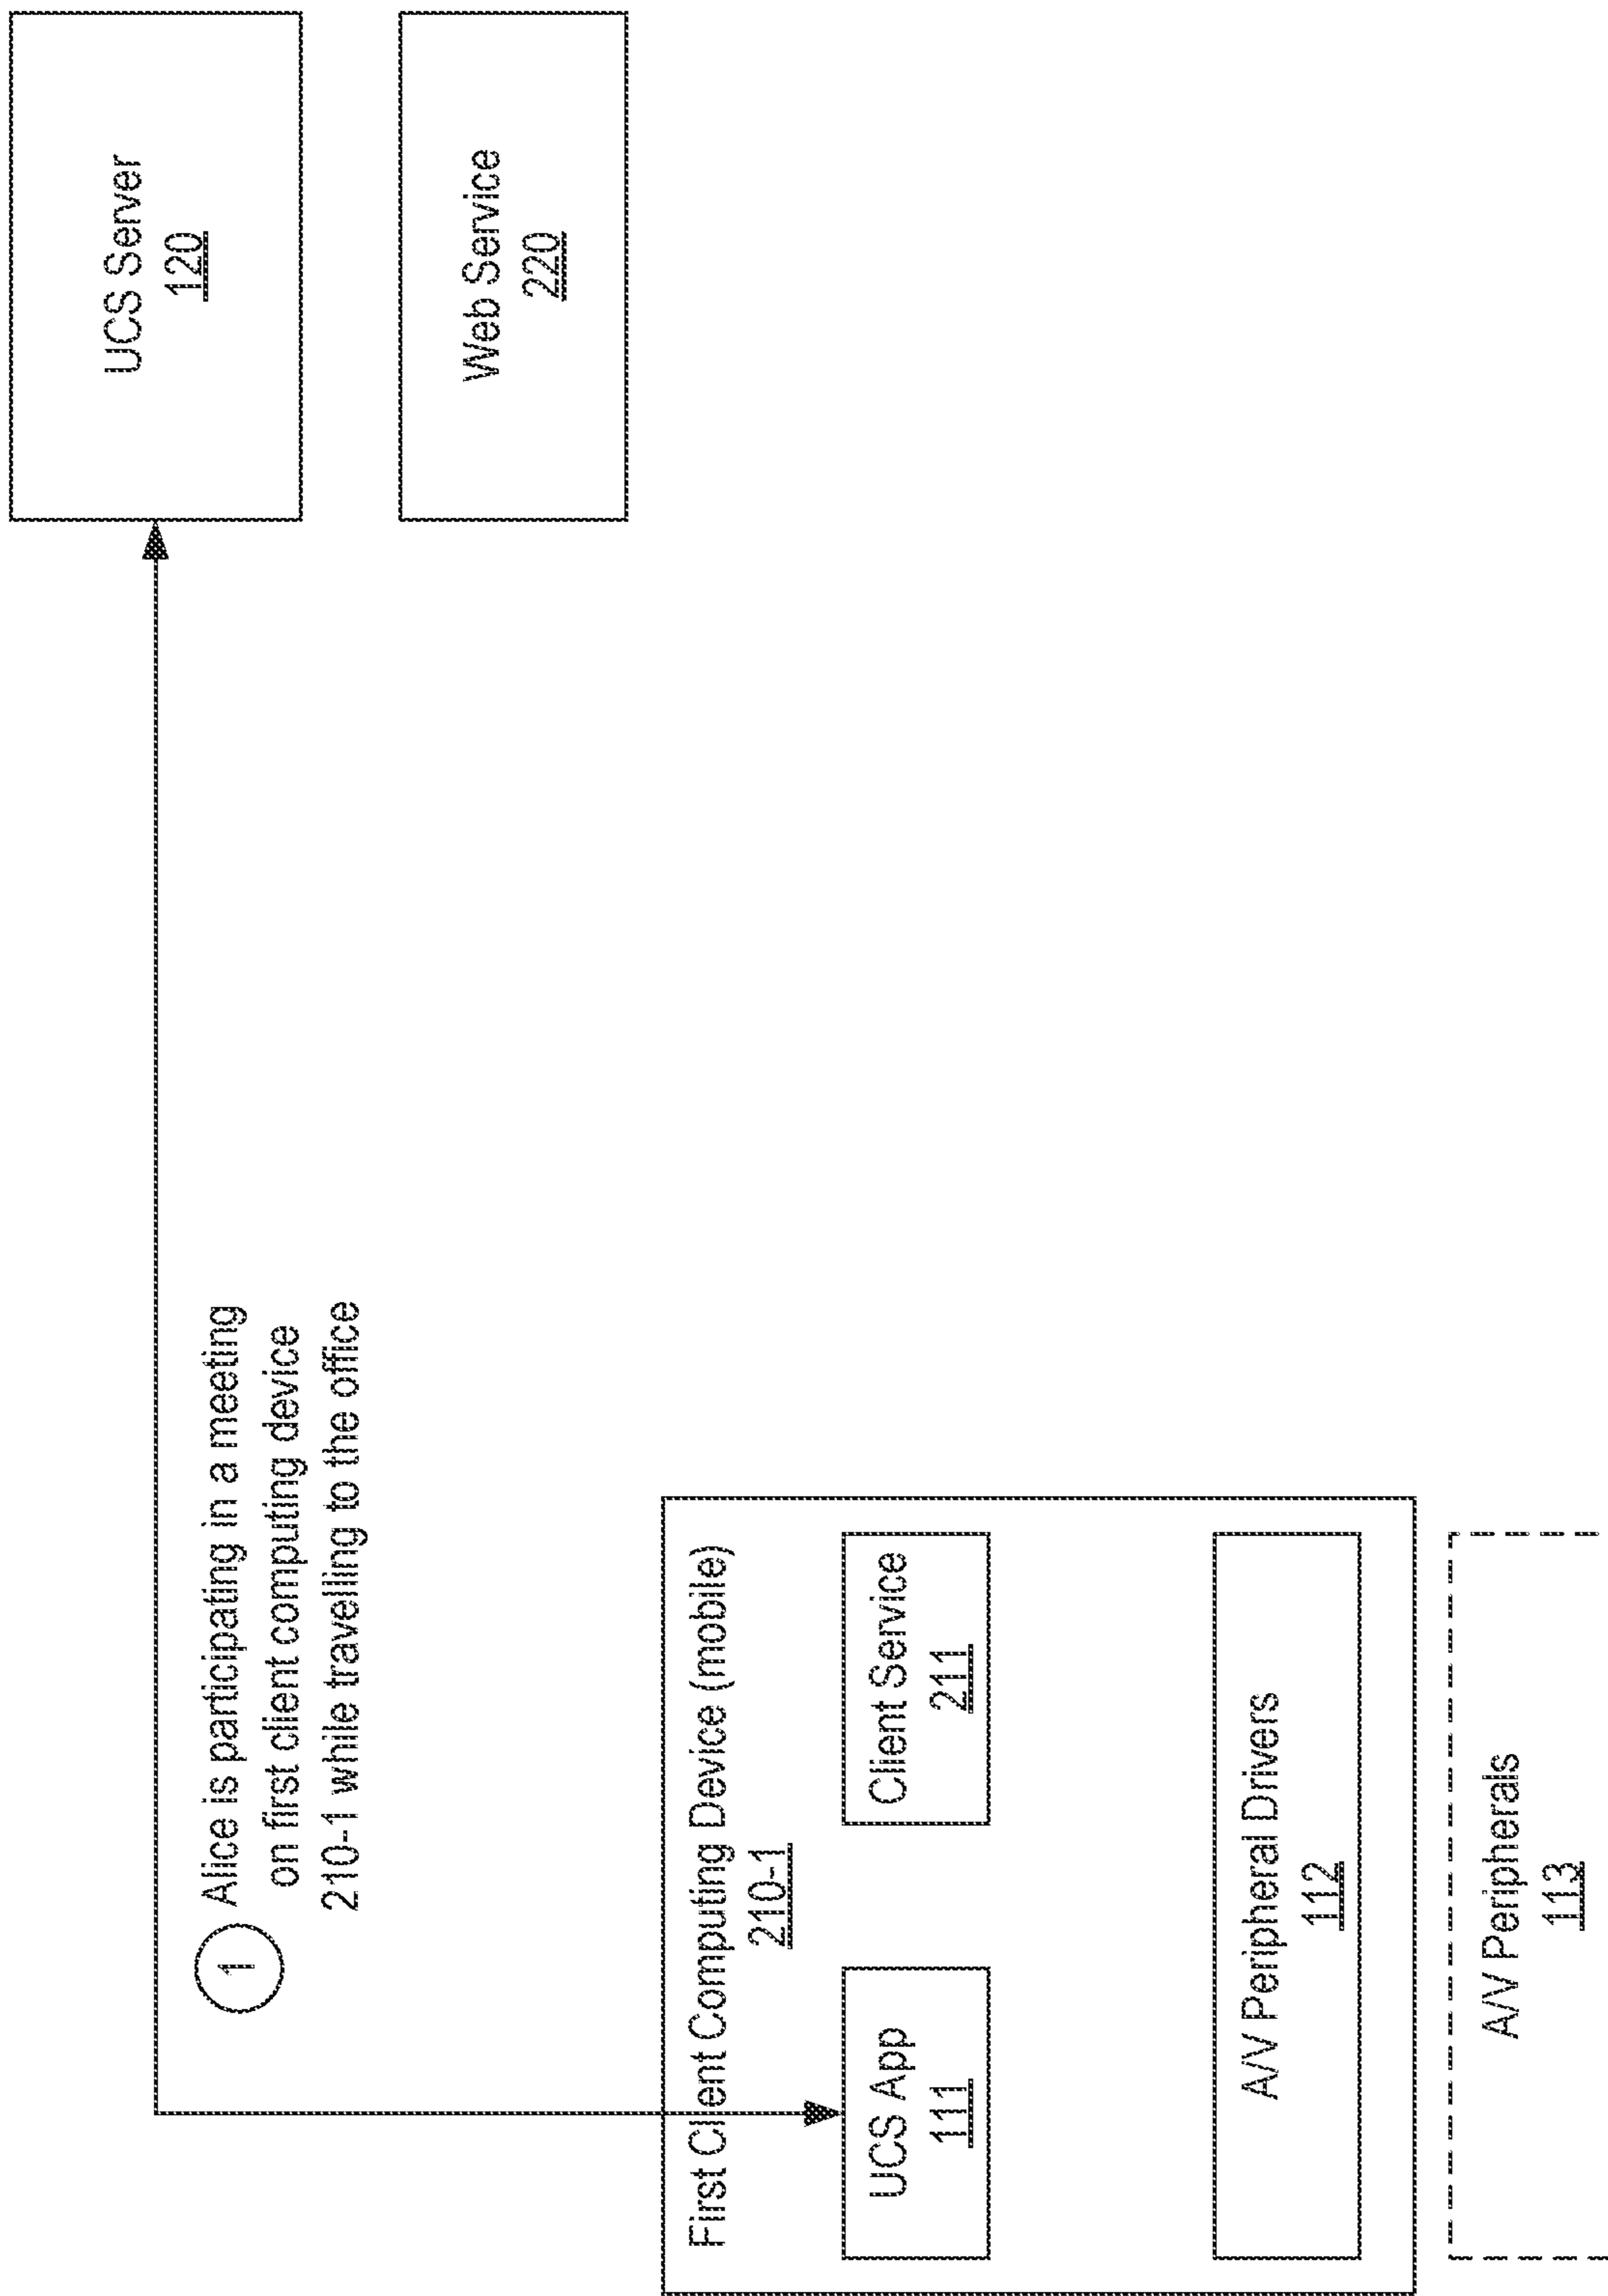 UCS Server
120
Web Service
220
1
Alice is participating in a meeting
on first client computing device
210-1 while travelling to the office
First Client Computing Device (mobile)
210-1
UCS App
111
Client Service
211
A/V Peripheral Drivers
112
A/V Peripherals
113